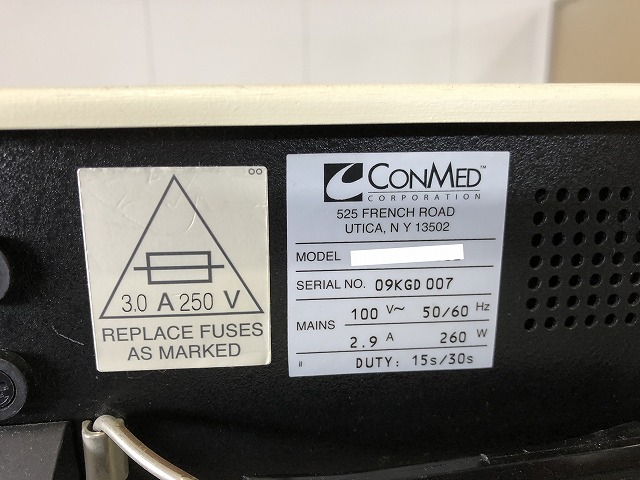 3.0 A 250 V
REPLACE FUSES
AS MARKED
CONMED™
CORPORATION
525 FRENCH ROAD
UTICA, N Y 13502
MODEL
SERIAL NO. 09KGD 007
MAINS
100 V~ 50/60 Hz
2.9 A 260 W
DUTY: 15s/30s